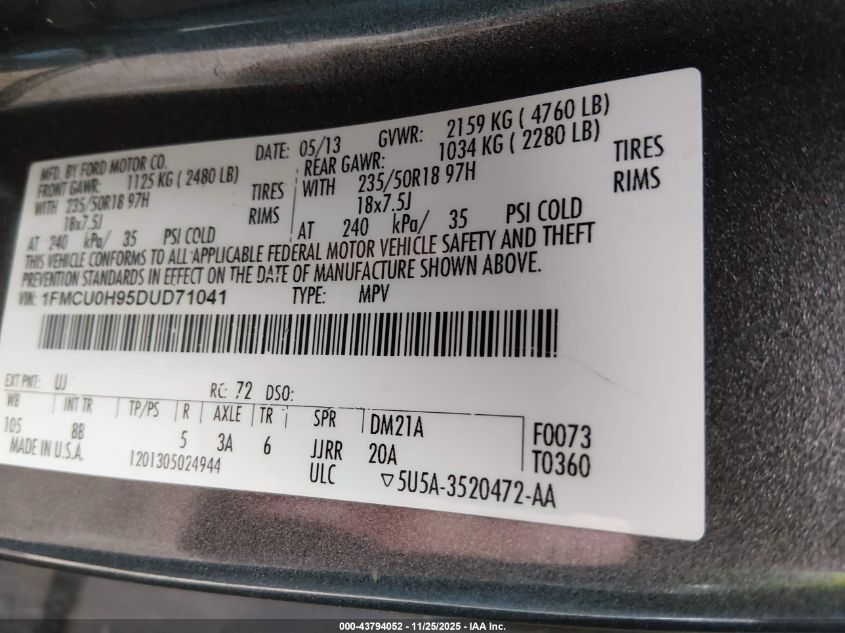 MFD. BY FORD MOTOR CO.
DATE: 05/13 GVWR: 2159 KG ( 4760 LB)
FRONT GAWR: 1125 KG ( 2480 LB) REAR GAWR: 1034 KG ( 2280 LB)
WITH 235/50R18 97H TIRES WITH 235/50R18 97H TIRES
18x7.5J RIMS 18x7.5J RIMS
AT 240 kPa/ 35 PSI COLD AT 240 kPa/ 35 PSI COLD
THIS VEHICLE CONFORMS TO ALL APPLICABLE FEDERAL MOTOR VEHICLE SAFETY AND THEFT
PREVENTION STANDARDS IN EFFECT ON THE DATE OF MANUFACTURE SHOWN ABOVE.
VIN: 1FMCU0H95DUD71041 TYPE: MPV
EXT PNT: UJ RC: 72 DSO:
WB INT TR TP/PS R AXLE TR SPR DM21A F0073
105 8B 5 3A 6 JJRR 20A T0360
MADE IN U.S.A. 1201305024944 ULC ▽5U5A-3520472-AA
000-43794052 - 11/25/2025 - IAA Inc.